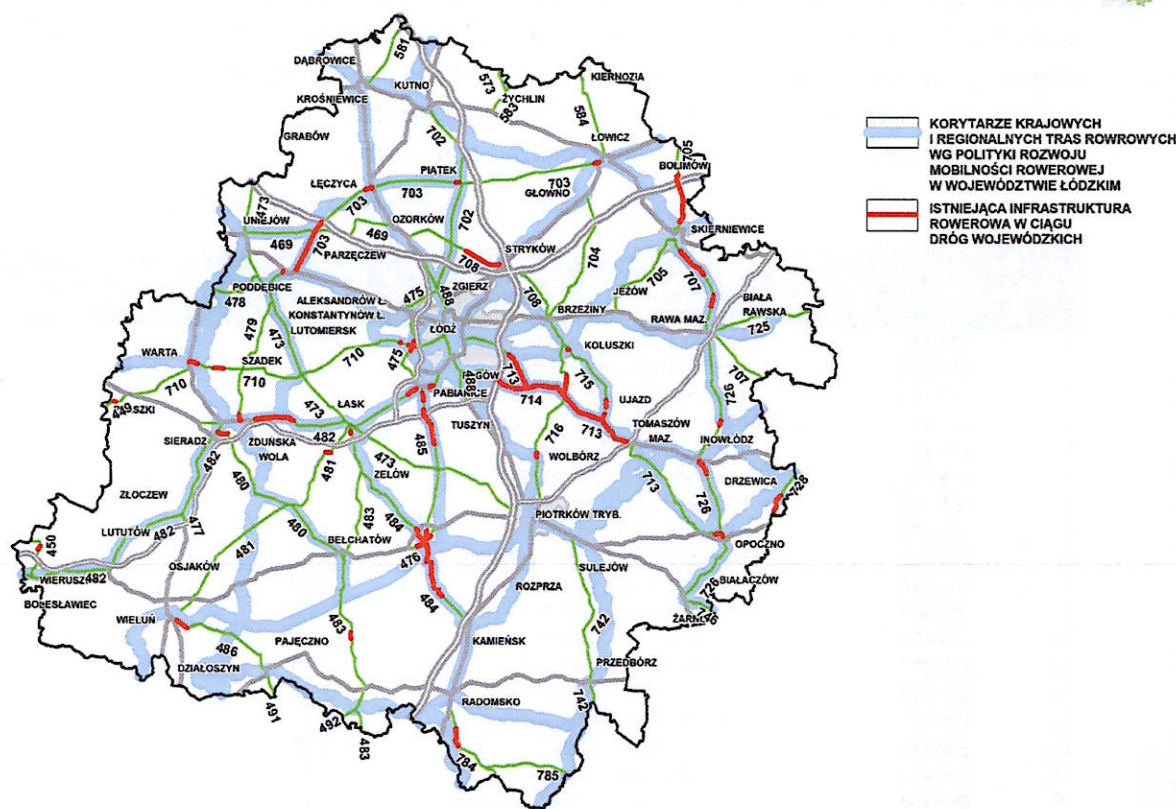 DĄBROWICE
581
KUTNO
573
ŻYCHLIN
583
KIERNOZIA
KROŚNIEWICE
584
GRABÓW
702
ŁOWICZ
705
BOLIMÓW
PIĄTEK
ŁĘCZYCA
703
703
703
GŁOWNO
473
UNIEJÓW
702
OZORKÓW
469
469
703
PARZĘCZEW
STRYKÓW
708
704
SKIERNIEWICE
705
707
PODDĘBICE
478
ALEKSANDRÓW Ł.
475
488
ZGIERZ
708
JEŻÓW
BIAŁA
RAWSKA
KONSTANTYNÓW Ł.
BRZEZINY
LUTOMIERSK
ŁÓDŹ
RAWA MAZ.
725
479
473
WARTA
SZADEK
710
475
KOLUSZKI
710
710
713
715
707
PABIANICE
488
714
UJAZD
726
449
ŁASK
473
TUSZYN
713
SIERADZ
ZDUŃSKA
WOLA
482
485
716
TOMASZÓW
MAZ.
INOWŁÓDZ
482
481
473
WOLBÓRZ
480
ZELÓW
713
DRZEWICA
728
ZŁOCZEW
483
484
726
477
480
PIOTRKÓW TRYB.
LUTUTÓW
482
BEŁCHATÓW
OPOCZNO
450
481
476
SULEJÓW
OSJAKÓW
482
BIAŁACZÓW
726
BOLESŁAWIEC
484
ROZPRZA
746
WIELUŃ
742
483
KAMIEŃSK
486
PAJĘCZNO
DZIAŁOSZYN
PRZEDBÓRZ
742
491
492
483
RADOMSKO
784
785
KORYTARZE KRAJOWYCH
I REGIONALNYCH TRAS ROWROWYCH
WG POLITYKI ROZWOJU
MOBILNOŚCI ROWEROWEJ
W WOJEWÓDZTWIE ŁÓDZKIM
ISTNIEJĄCA INFRASTRUKTURA
ROWEROWA W CIĄGU
DRÓG WOJEWÓDZKICH